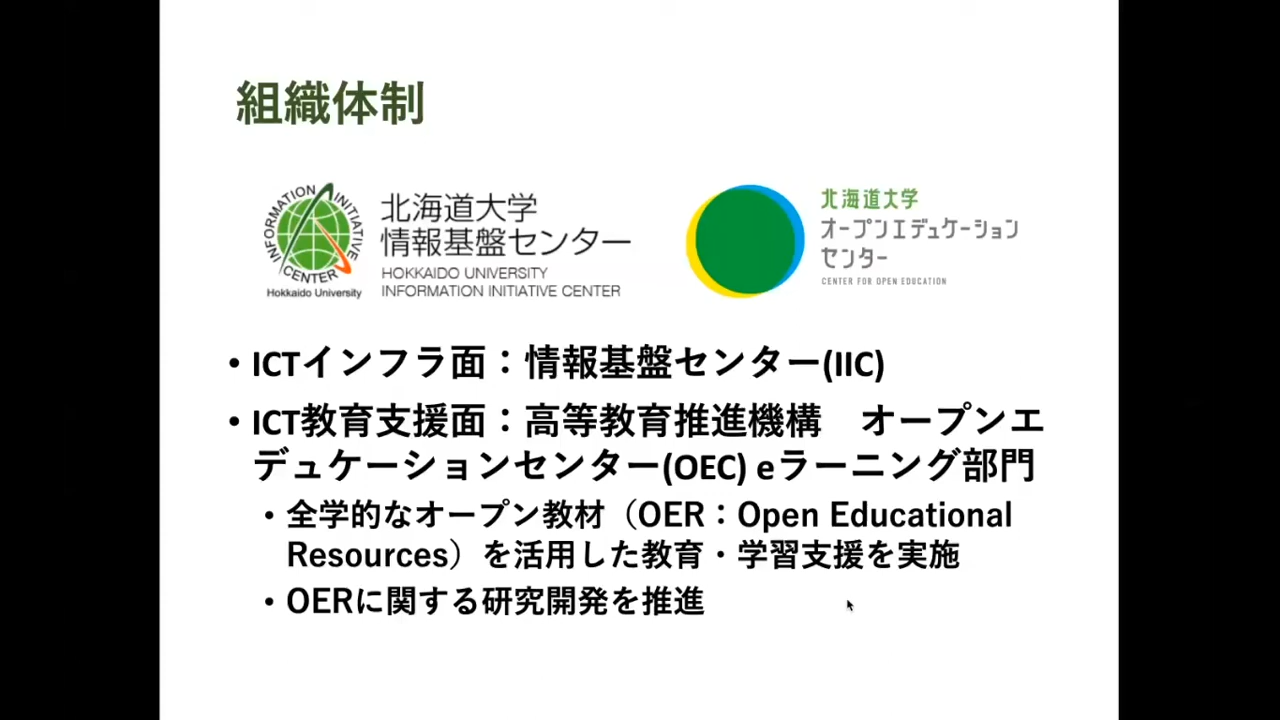 組織体制
INFORMATION INITIATIVE CENTER
Hokkaido University
北海道大学
情報基盤センター
HOKKAIDO UNIVERSITY
INFORMATION INITIATIVE CENTER
北海道大学
オープンエデュケーション
センター
CENTER FOR OPEN EDUCATION
• ICTインフラ面：情報基盤センター(IIC)
• ICT教育支援面：高等教育推進機構　オープンエ
デュケーションセンター(OEC) eラーニング部門
• 全学的なオープン教材（OER：Open Educational
Resources）を活用した教育・学習支援を実施
• OERに関する研究開発を推進